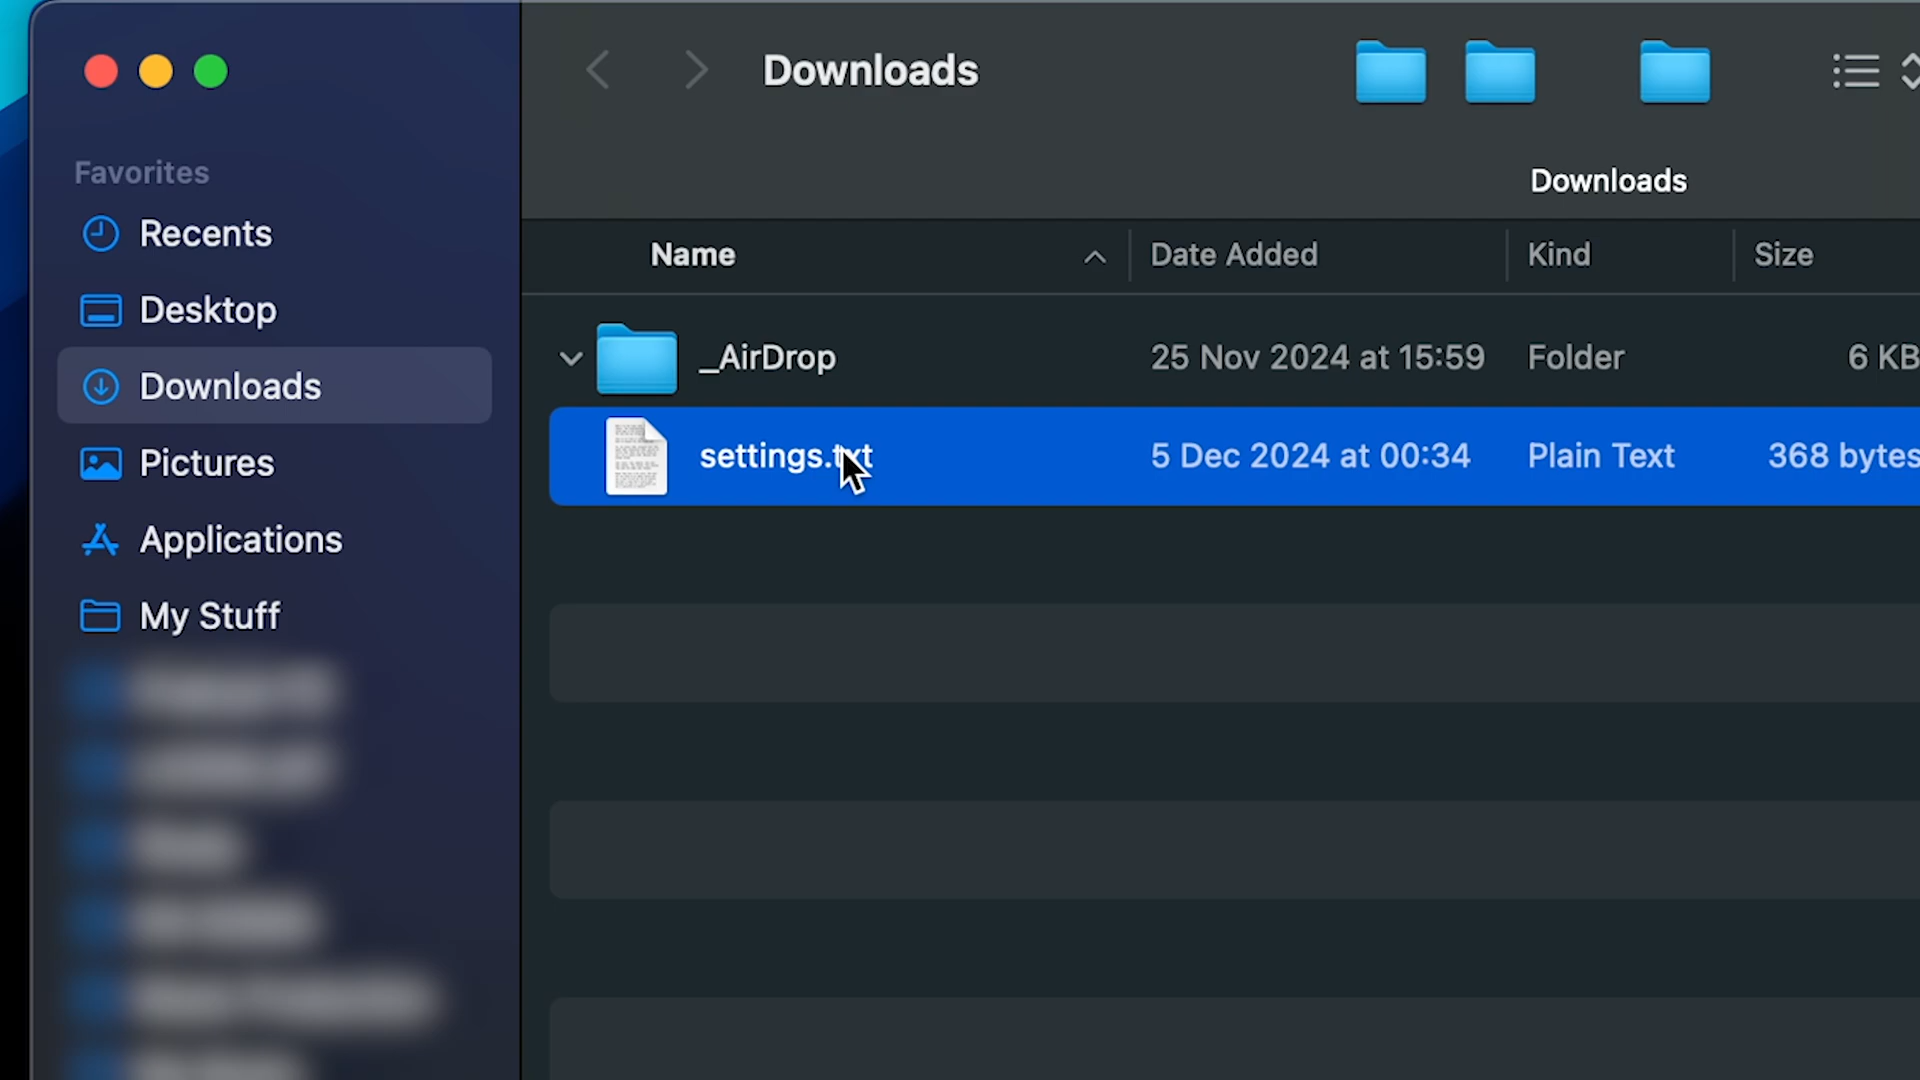 Downloads
Downloads
Favorites
Recents
Desktop
Downloads
Pictures
Applications
My Stuff
Name Date Added Kind Size
_AirDrop 25 Nov 2024 at 15:59 Folder 6 KB
settings.txt 5 Dec 2024 at 00:34 Plain Text 368 bytes